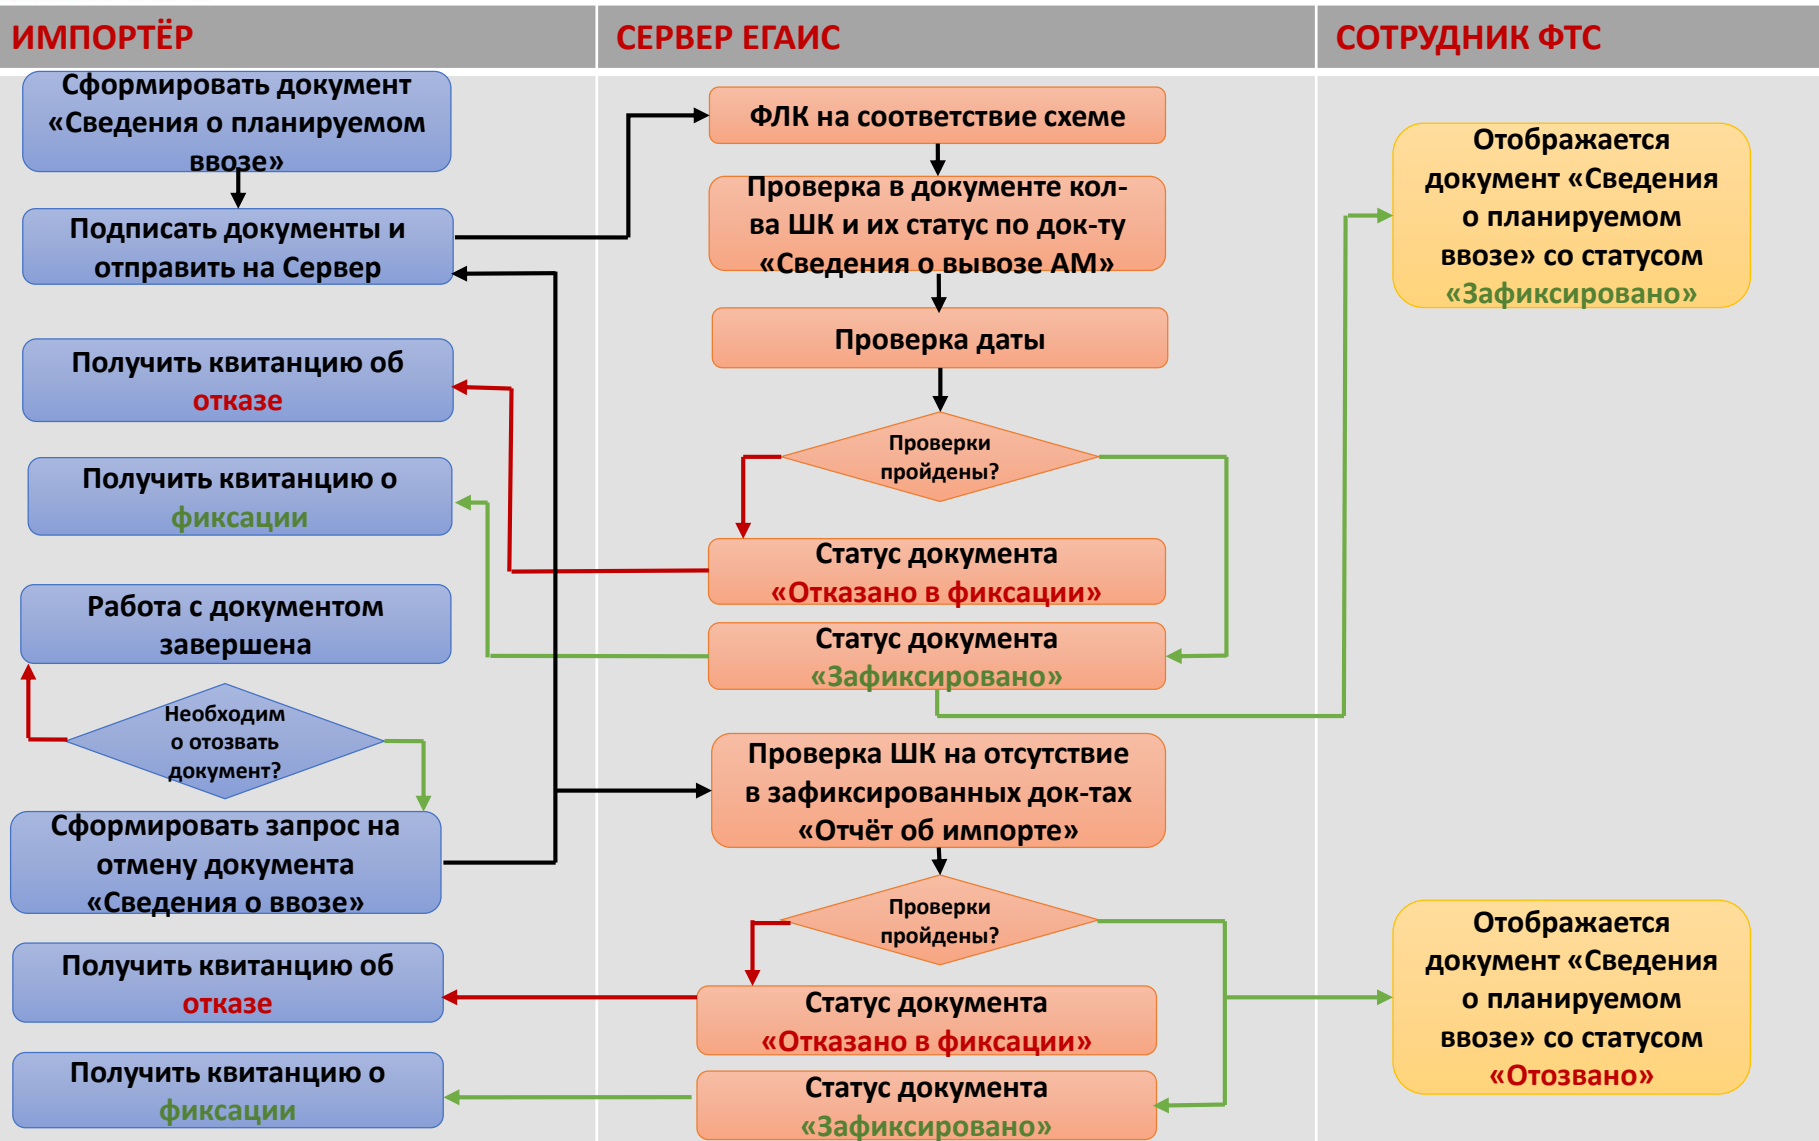 ИМПОРТЁР
СЕРВЕР ЕГАИС
СОТРУДНИК ФТС
Сформировать документ
«Сведения о планируемом
ввозе»
Подписать документы и
отправить на Сервер
Получить квитанцию об
отказе
Получить квитанцию о
фиксации
Работа с документом
завершена
Необходим
о отозвать
документ?
Сформировать запрос на
отмену документа
«Сведения о ввозе»
Получить квитанцию об
отказе
Получить квитанцию о
фиксации
ФЛК на соответствие схеме
Проверка в документе кол-
ва ШК и их статус по док-ту
«Сведения о вывозе АМ»
Проверка даты
Проверки
пройдены?
Статус документа
«Отказано в фиксации»
Статус документа
«Зафиксировано»
Проверка ШК на отсутствие
в зафиксированных док-тах
«Отчёт об импорте»
Проверки
пройдены?
Статус документа
«Отказано в фиксации»
Статус документа
«Зафиксировано»
Отображается
документ «Сведения
о планируемом
ввозе» со статусом
«Зафиксировано»
Отображается
документ «Сведения
о планируемом
ввозе» со статусом
«Отозвано»